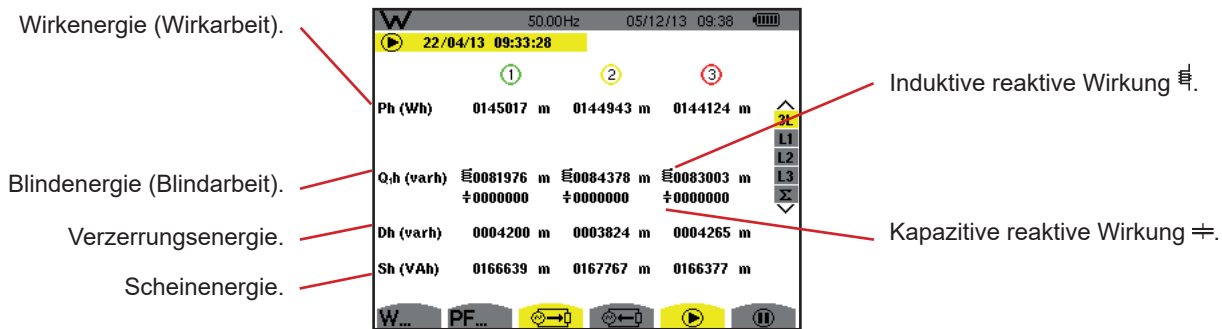 W 50.00Hz 05/12/13 09:38
22/04/13 09:33:28
Wirkenergie (Wirkarbeit).
1 2 3
Induktive reaktive Wirkung
Ph (Wh) 0145017 m 0144943 m 0144124 m
3L
L1
L2
L3
Σ
Blindenergie (Blindarbeit).
Q₁h (varh) 0081976 m 0084378 m 0083003 m
0000000 0000000 0000000
Verzerrungsenergie.
Dh (varh) 0004200 m 0003824 m 0004265 m
Kapazitive reaktive Wirkung
Scheinenergie.
Sh (VAh) 0166639 m 0167767 m 0166377 m
W... PF...